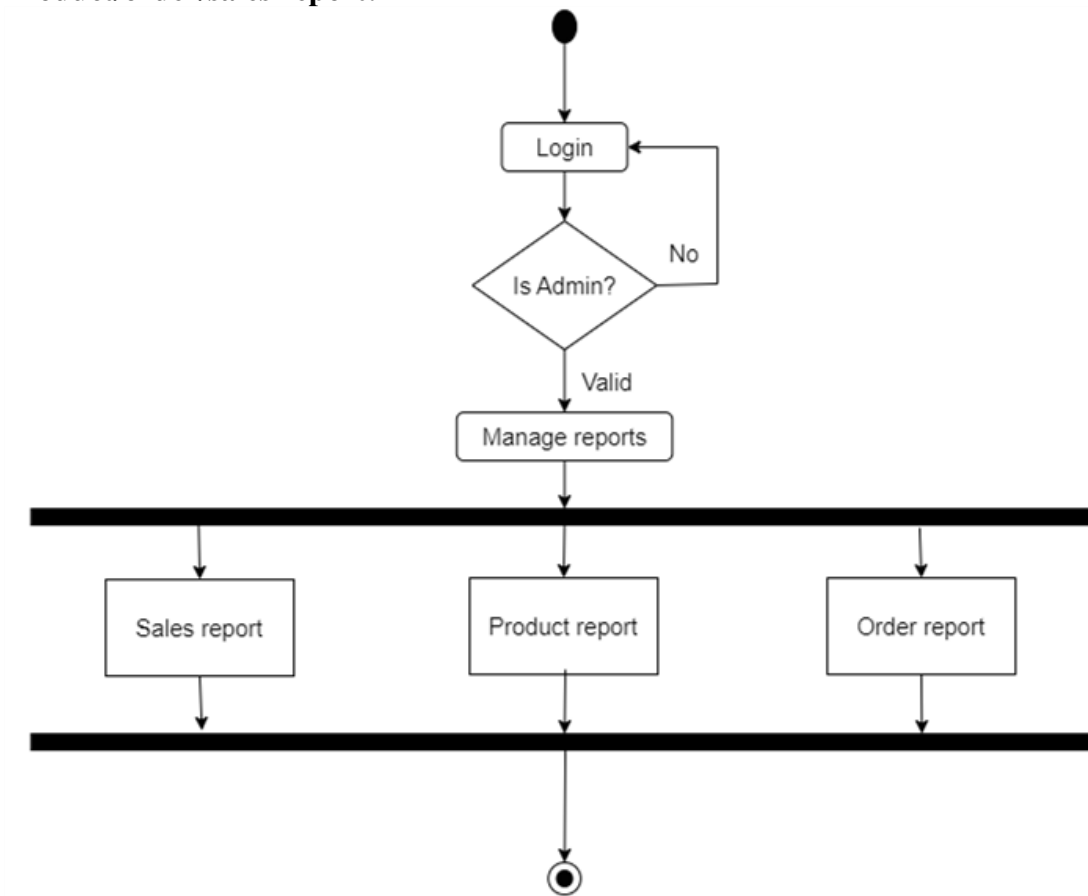 Login
No
Is Admin?
Valid
Manage reports
Sales report
Product report
Order report